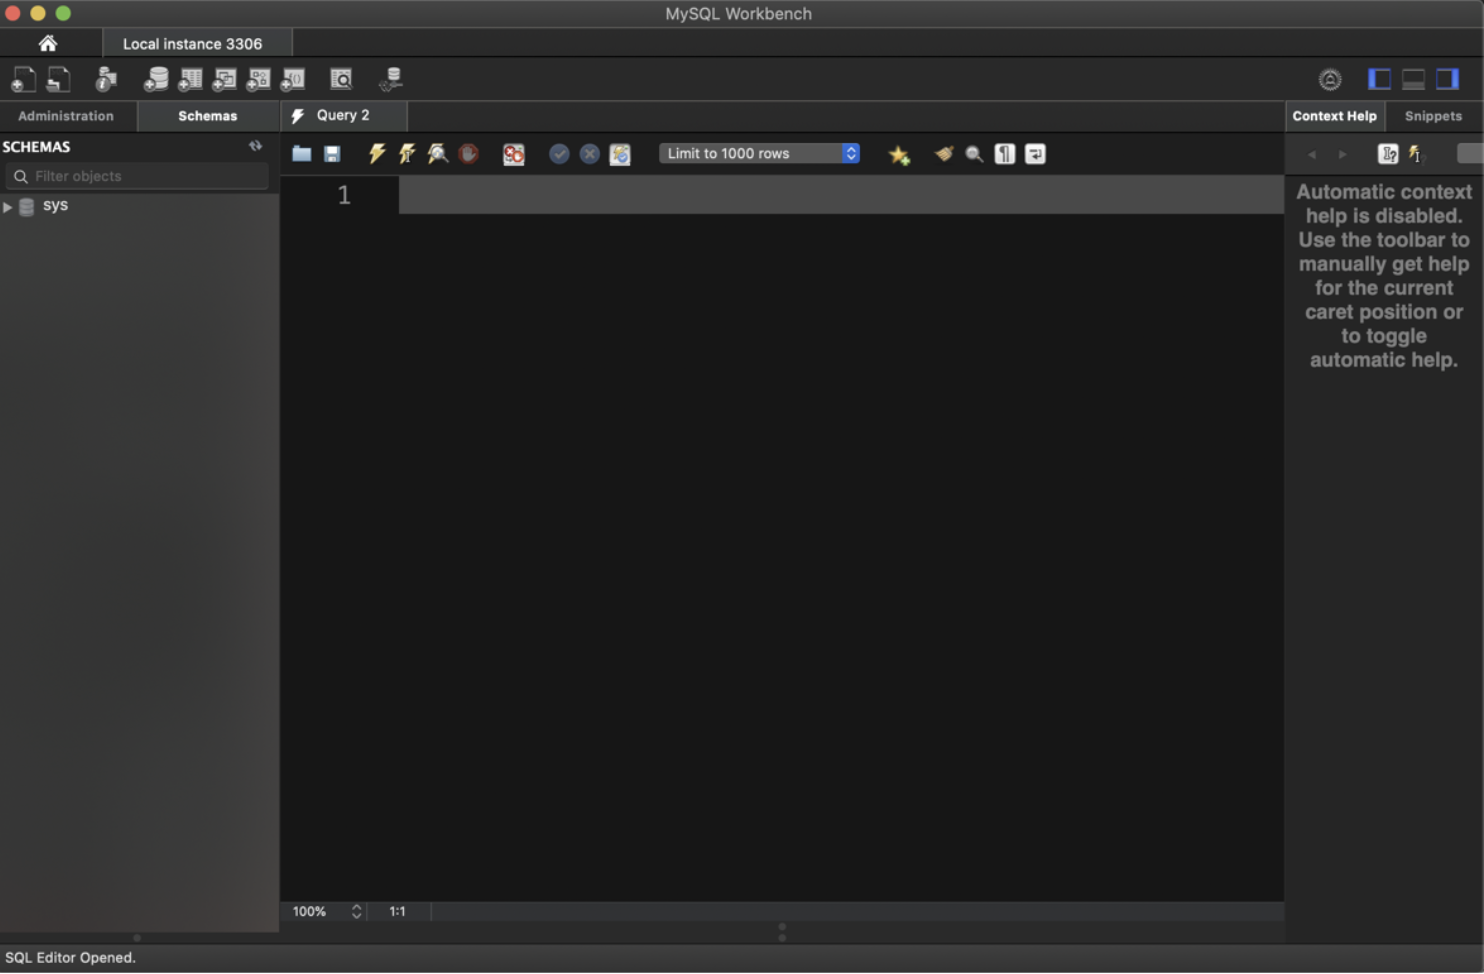 MySQL Workbench
Local instance 3306
Administration
Schemas
Query 2
Context Help
Snippets
SCHEMAS
Limit to 1000 rows
Filter objects
1
sys
Automatic context
help is disabled.
Use the toolbar to
manually get help
for the current
caret position or
to toggle
automatic help.
100%
1:1
SQL Editor Opened.